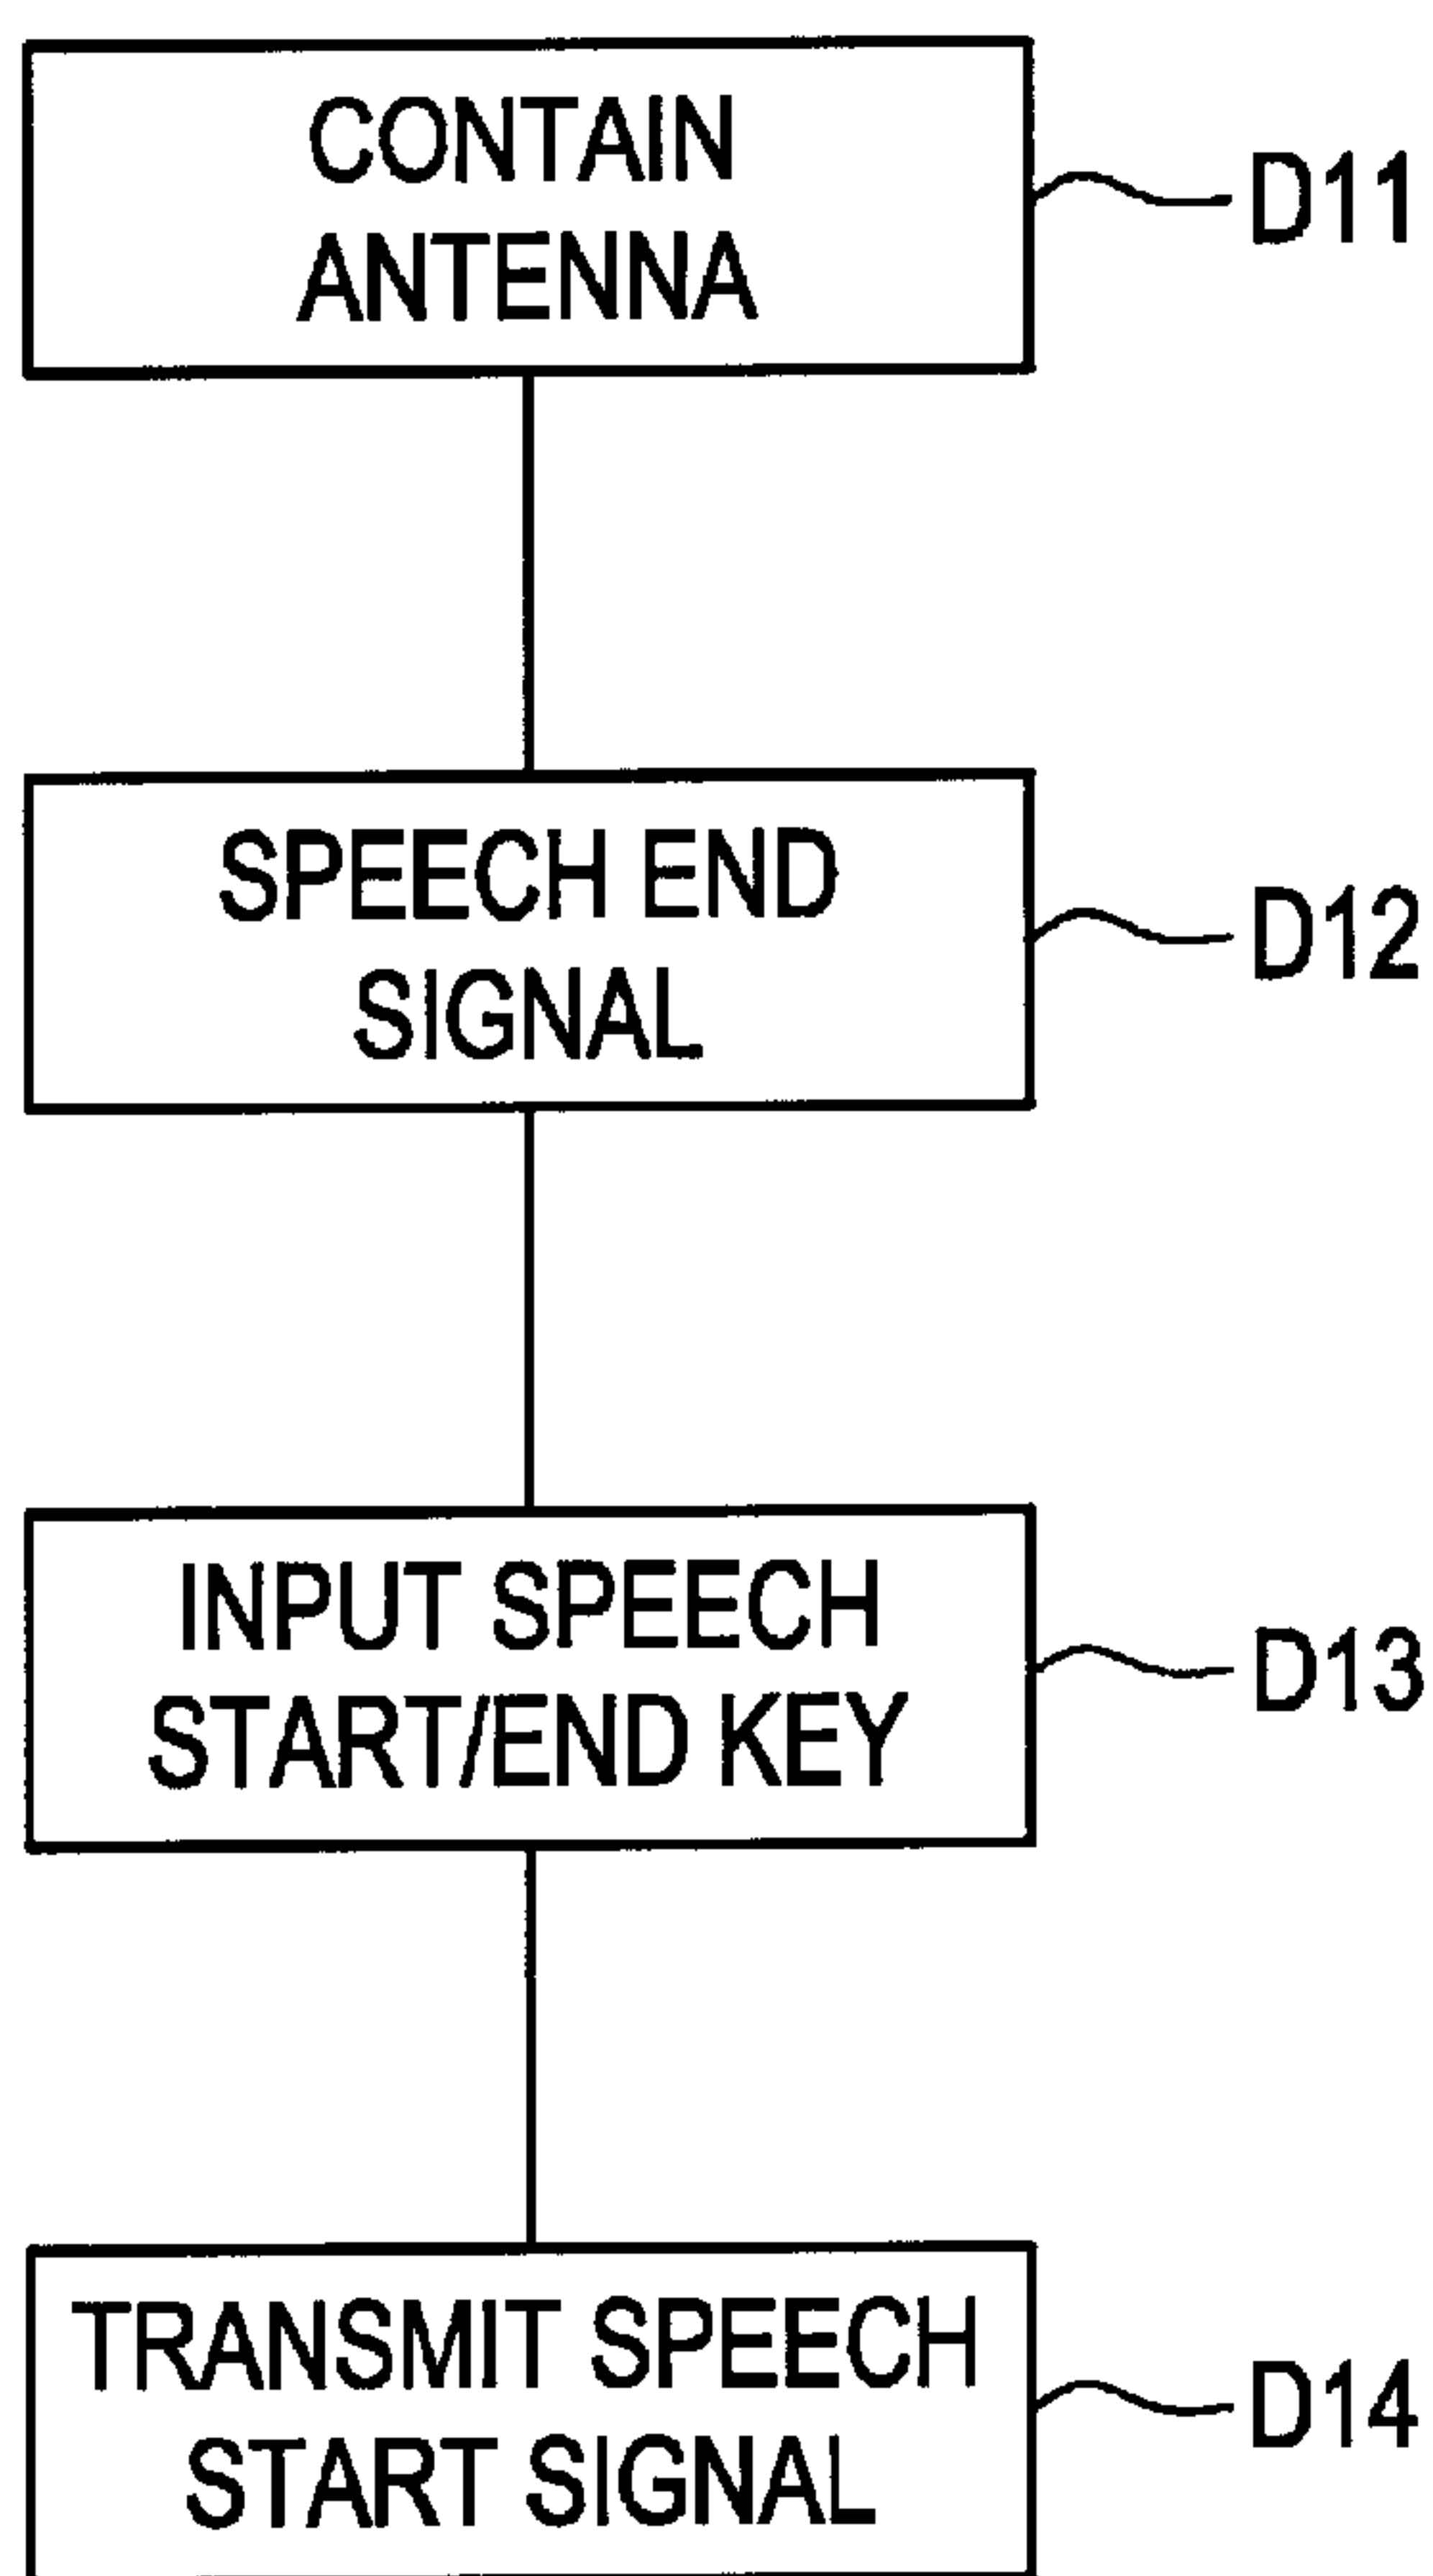 CONTAIN
ANTENNA
D11
SPEECH END
SIGNAL
D12
INPUT SPEECH
START/END KEY
D13
TRANSMIT SPEECH
START SIGNAL
D14